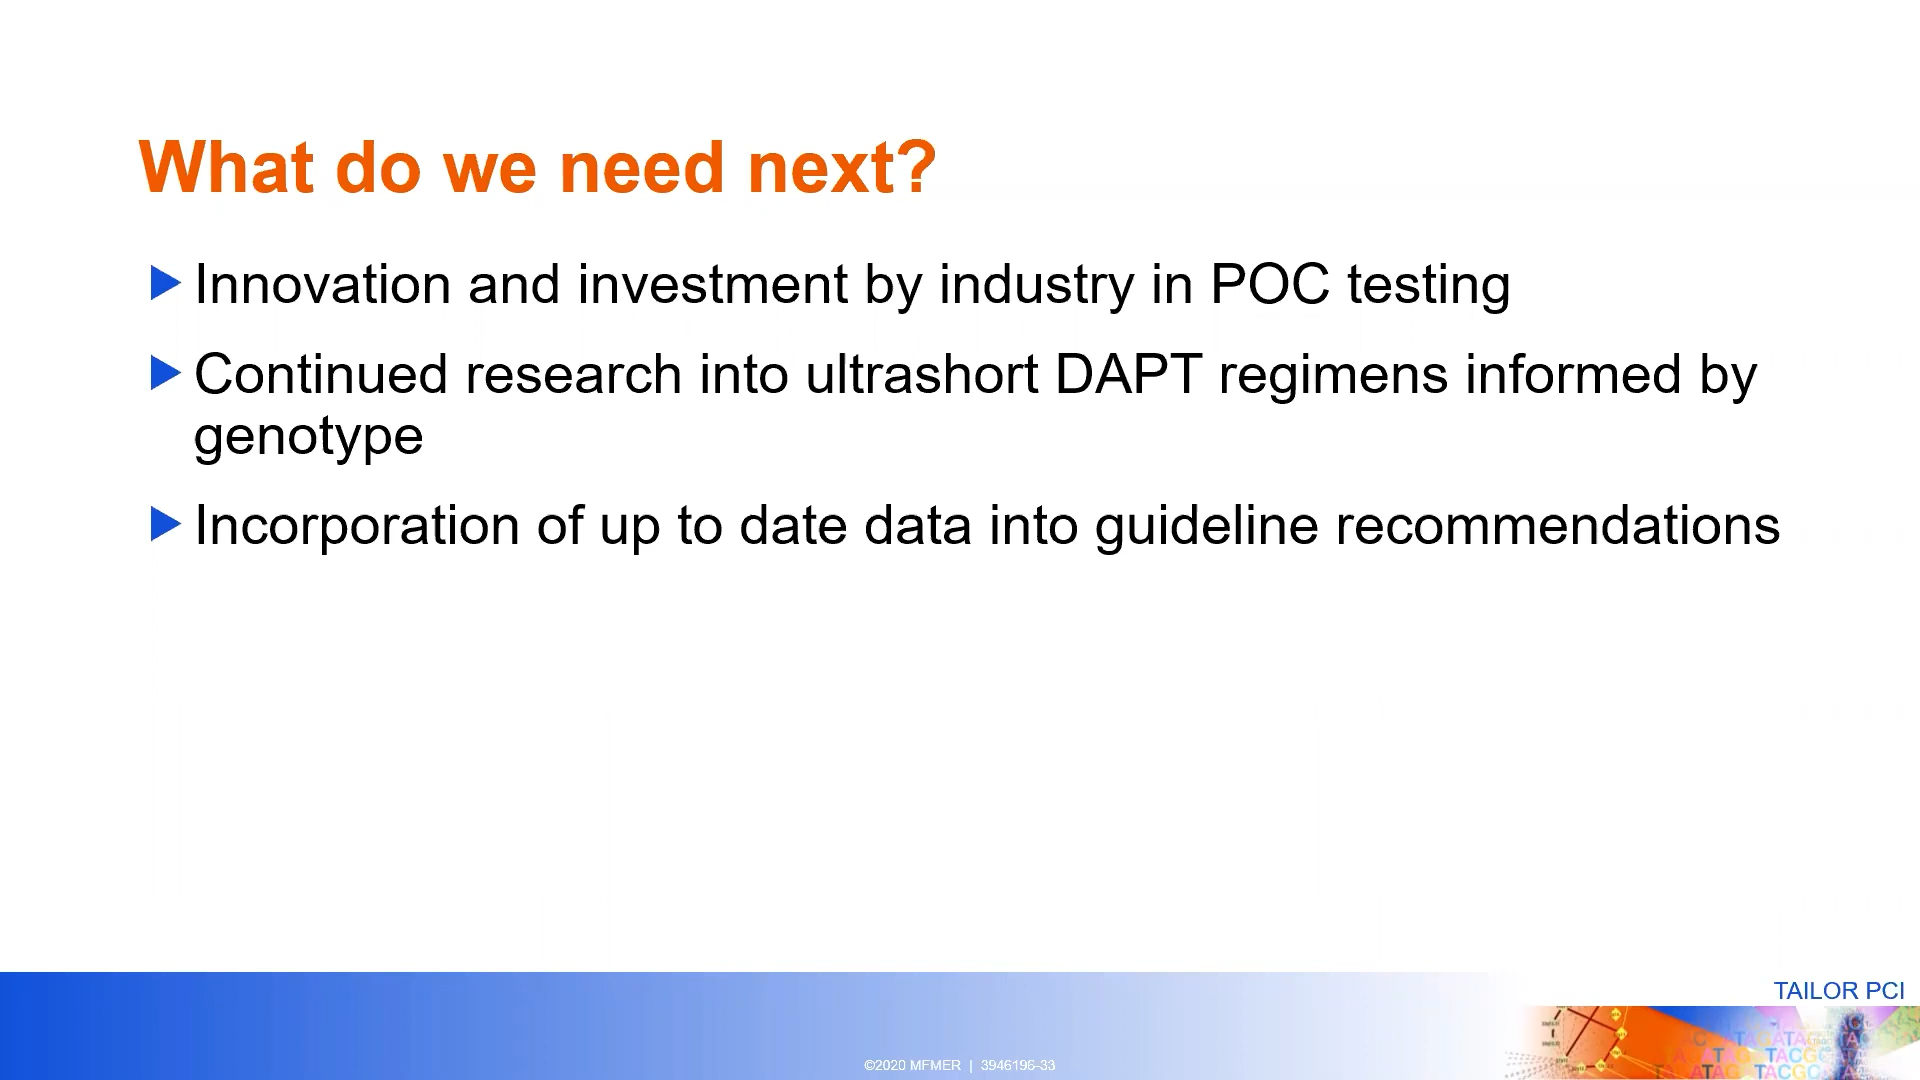 What do we need next?
Innovation and investment by industry in POC testing
Continued research into ultrashort DAPT regimens informed by
genotype
Incorporation of up to date data into guideline recommendations
TAILOR PCI
©2020 MFMER | 3946196-33